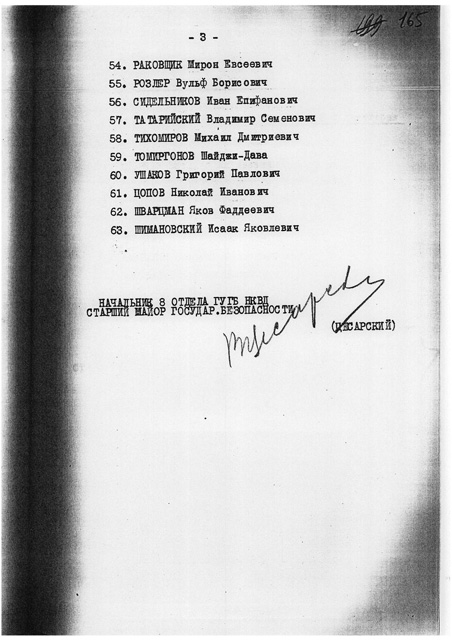 - 3 -
165
54. РАКОВЩИК Мирон Евсеевич
55. РОЗЛЕР Вульф Борисович
56. СИДЕЛЬНИКОВ Иван Епифанович
57. ТАТАРИЙСКИЙ Владимир Семенович
58. ТИХОМИРОВ Михаил Дмитриевич
59. ТОМИРГОНОВ Шайджи-Дава
60. УШАКОВ Григорий Павлович
61. ЦОПОВ Николай Иванович
62. ШВАРЦМАН Яков Фаддеевич
63. ШИМАНОВСКИЙ Исаак Яковлевич
НАЧАЛЬНИК 8 ОТДЕЛА ГУГБ НКВД
СТАРШИЙ МАЙОР ГОСУДАР.БЕЗОПАСНОСТИ
(ЦЕСАРСКИЙ)